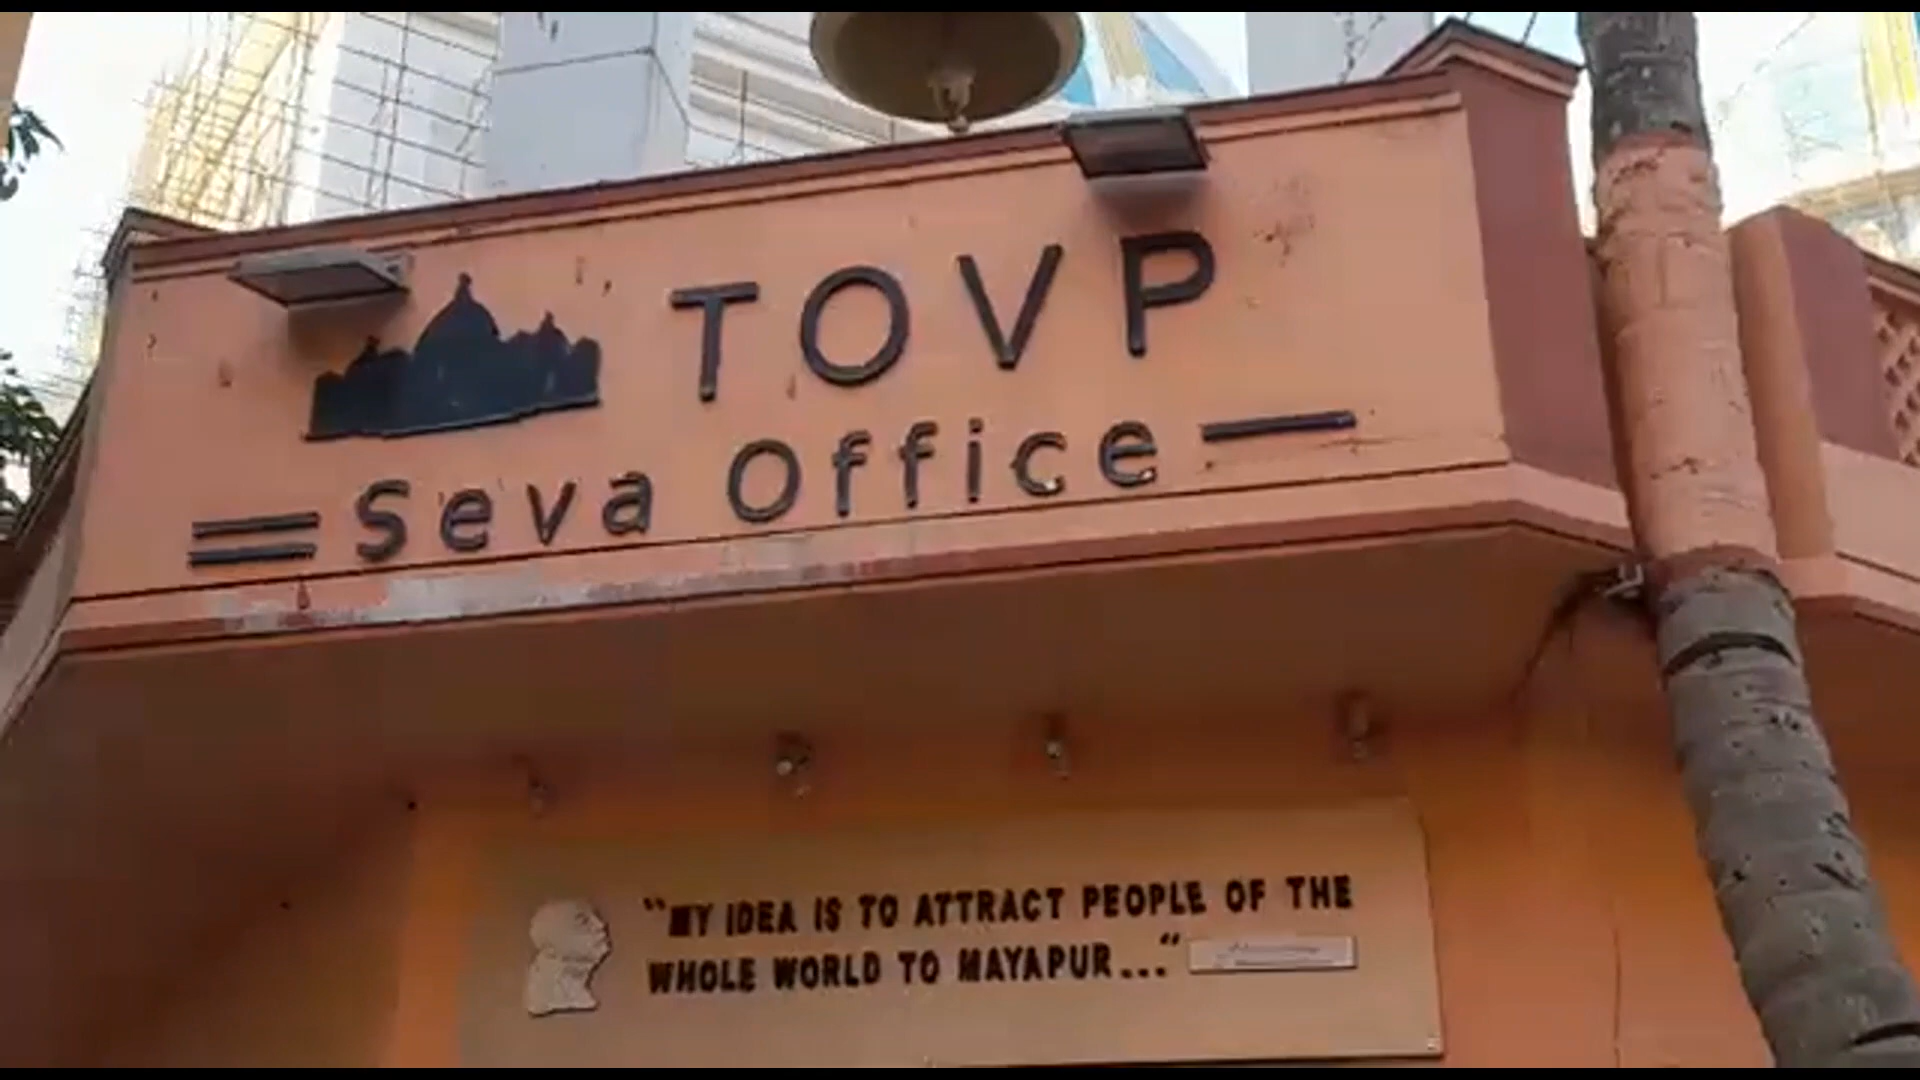 TOVP
Seva Office
“MY IDEA IS TO ATTRACT PEOPLE OF THE
WHOLE WORLD TO MAYAPUR...“